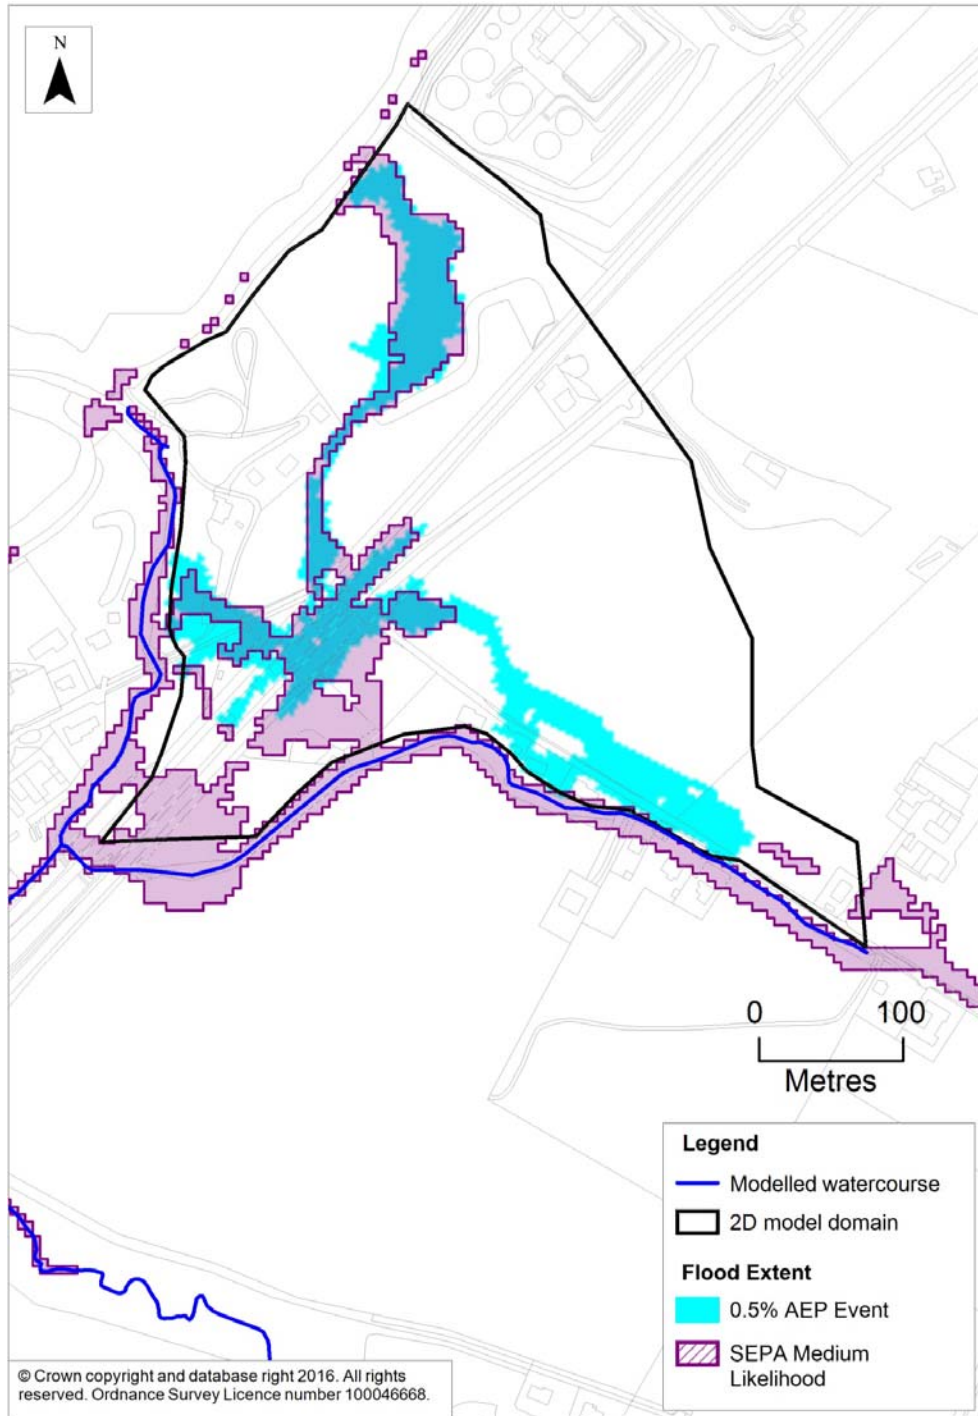 N
0 100
Metres
Legend
Modelled watercourse
2D model domain
Flood Extent
0.5% AEP Event
SEPA Medium
Likelihood
© Crown copyright and database right 2016. All rights
reserved. Ordnance Survey Licence number 100046668.